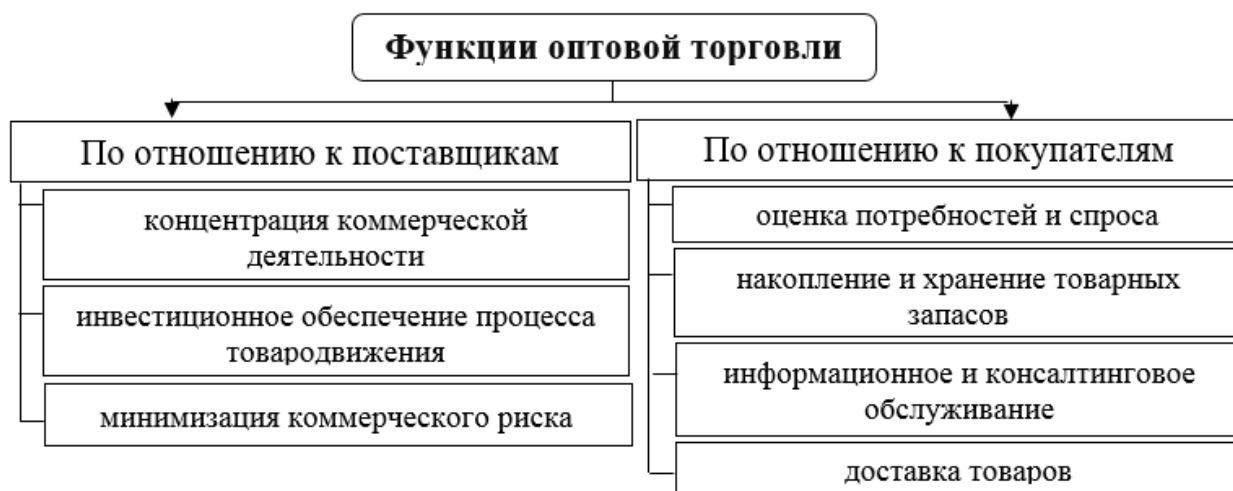 Функции оптовой торговли
По отношению к поставщикам
концентрация коммерческой
деятельности
инвестиционное обеспечение процесса
товародвижения
минимизация коммерческого риска
По отношению к покупателям
оценка потребностей и спроса
накопление и хранение товарных
запасов
информационное и консалтинговое
обслуживание
доставка товаров